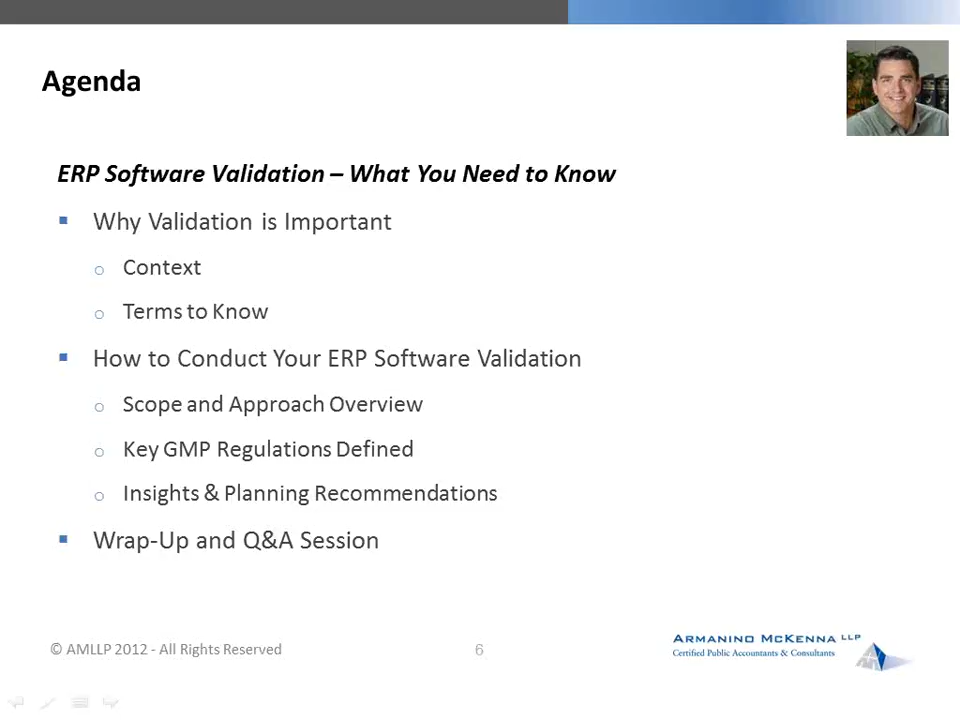 Agenda
ERP Software Validation – What You Need to Know
Why Validation is Important
Context
Terms to Know
How to Conduct Your ERP Software Validation
Scope and Approach Overview
Key GMP Regulations Defined
Insights & Planning Recommendations
Wrap-Up and Q&A Session
© AMLLP 2012 - All Rights Reserved
6
ARMANINO MCKENNA LLP
Certified Public Accountants & Consultants